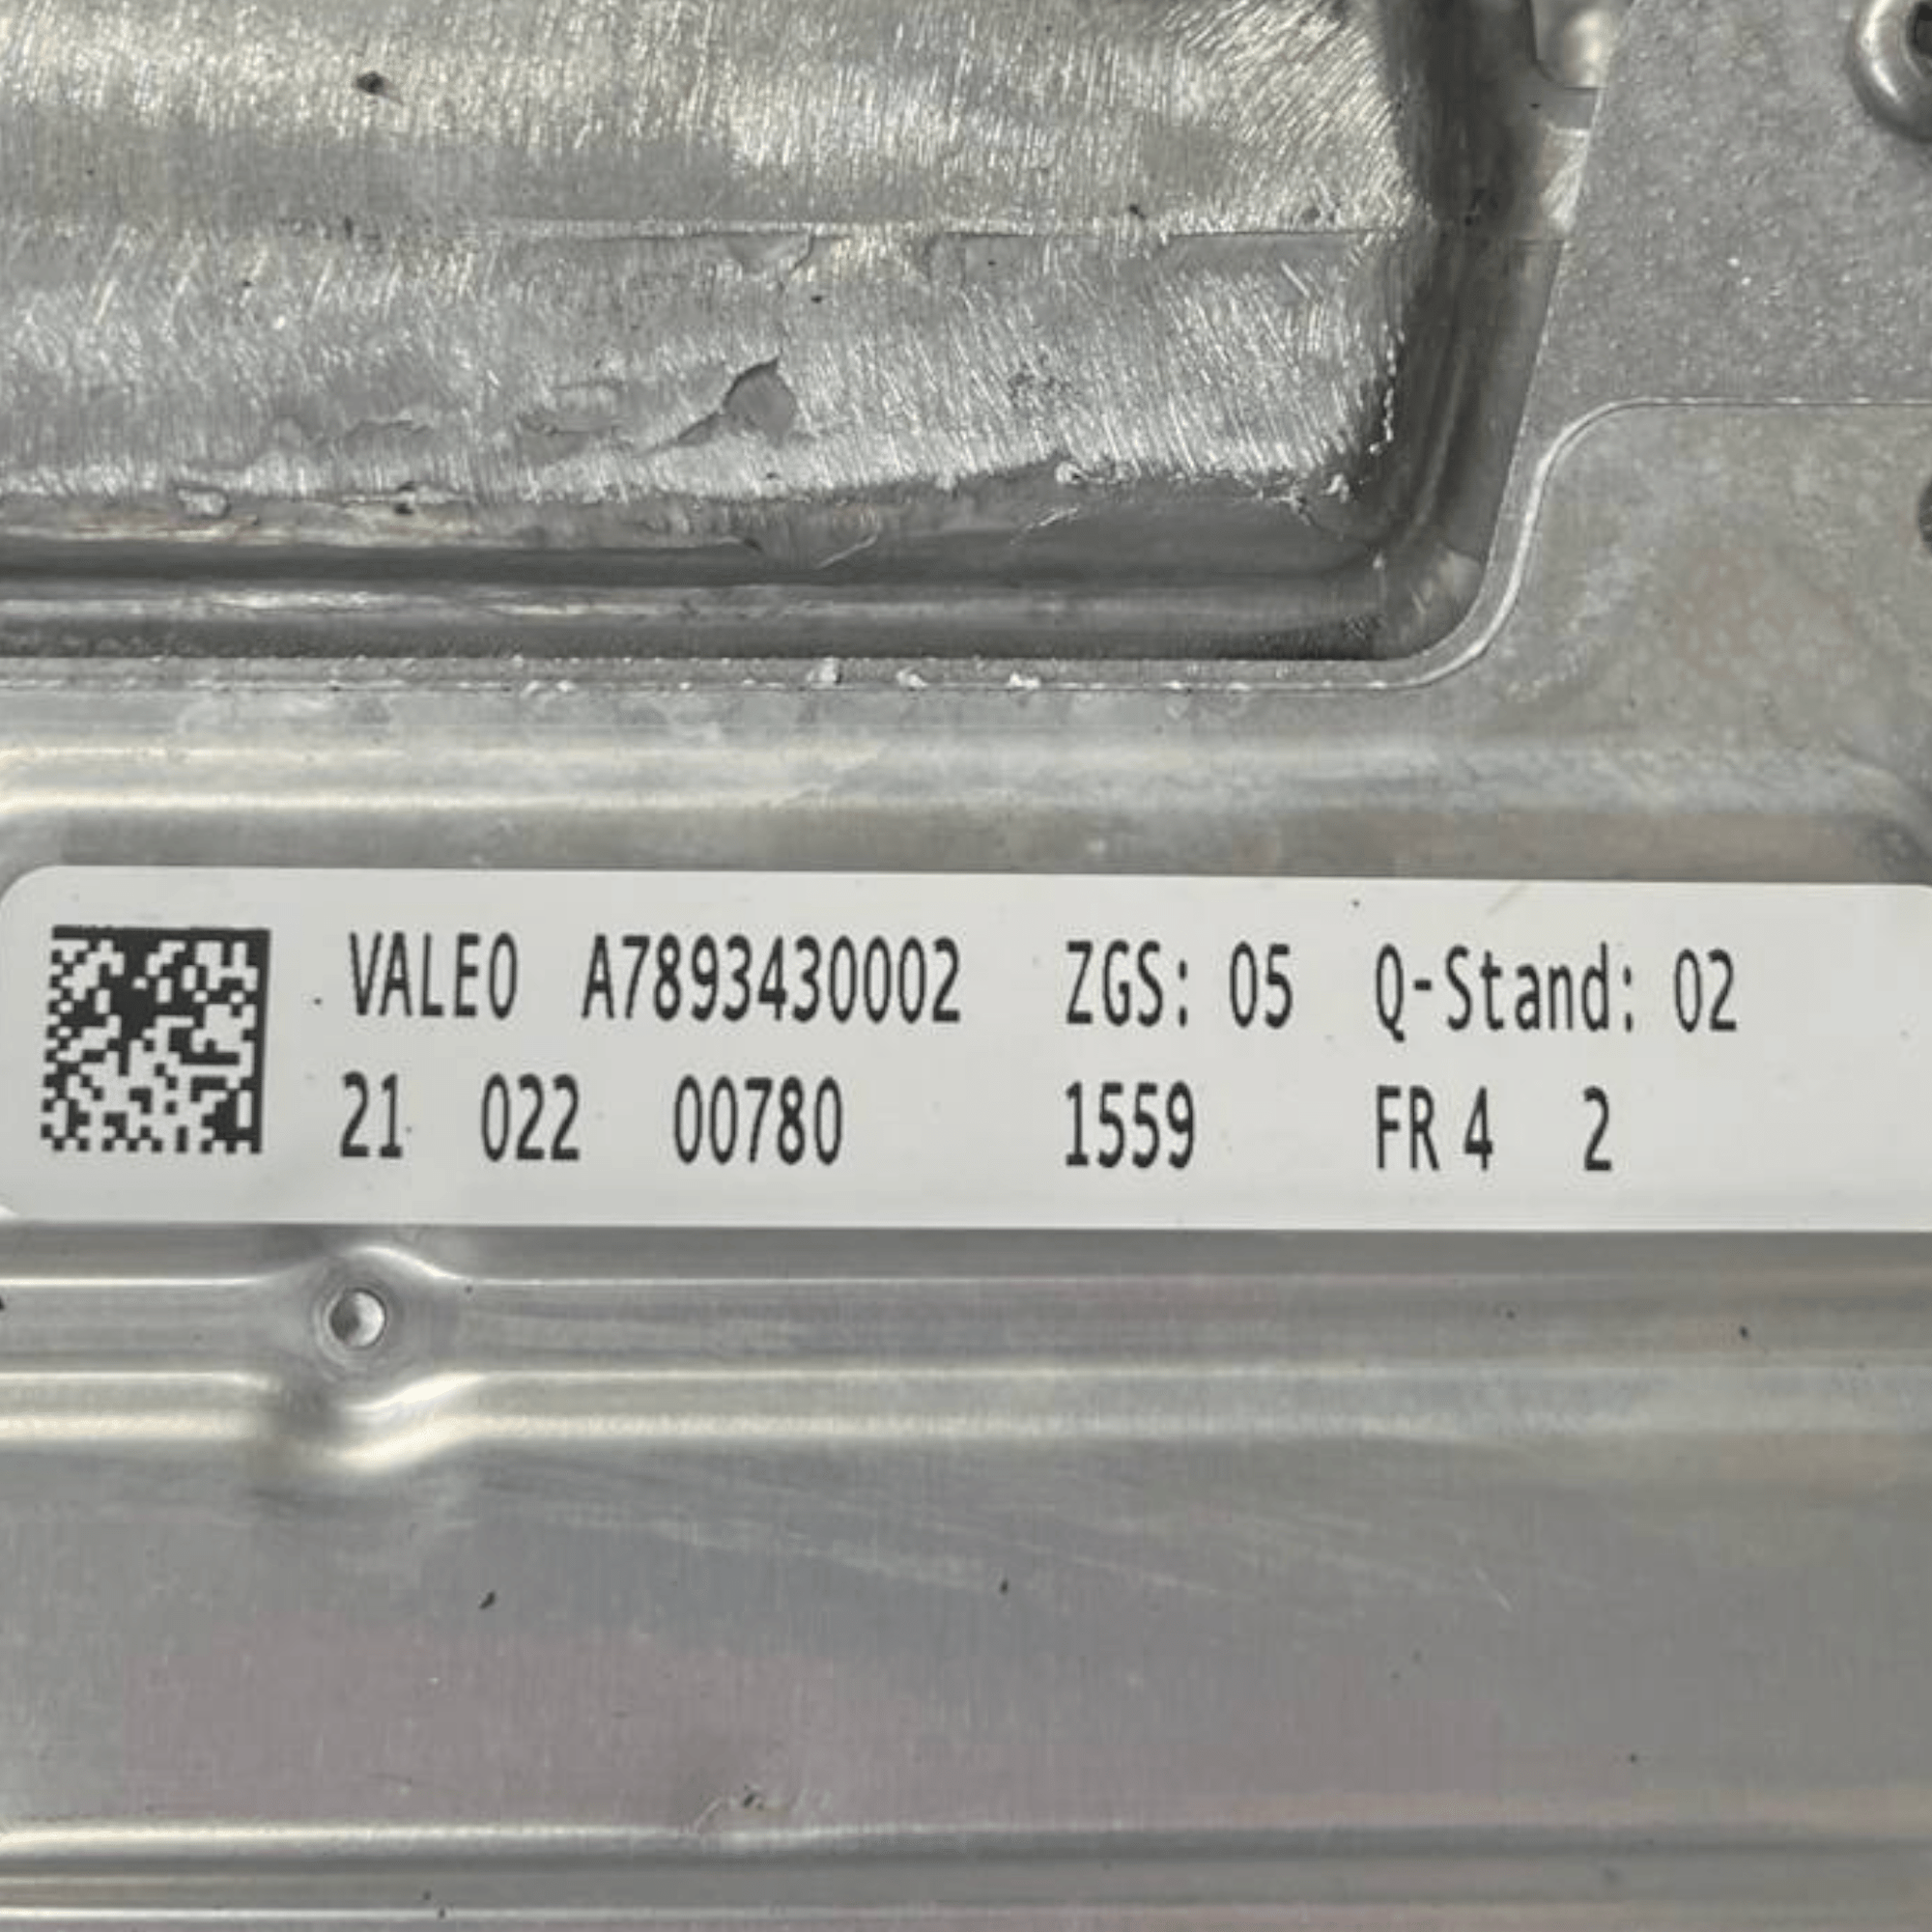 VALEO A7893430002 ZGS: 05 Q-Stand: 02
21 022 00780 1559 FR 4 2